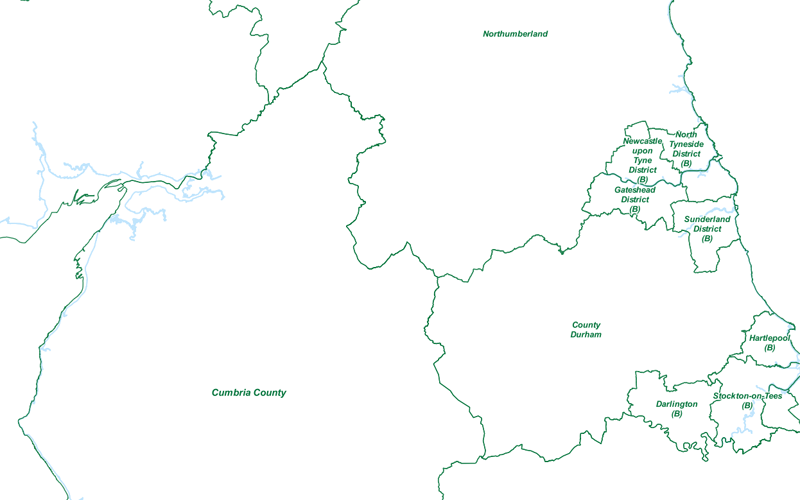 Northumberland
Newcastle
upon
Tyne
District
(B)
North
Tyneside
District
(B)
Gateshead
District
(B)
Sunderland
District
(B)
County
Durham
Hartlepool
(B)
Cumbria County
Darlington
(B)
Stockton-on-Tees
(B)